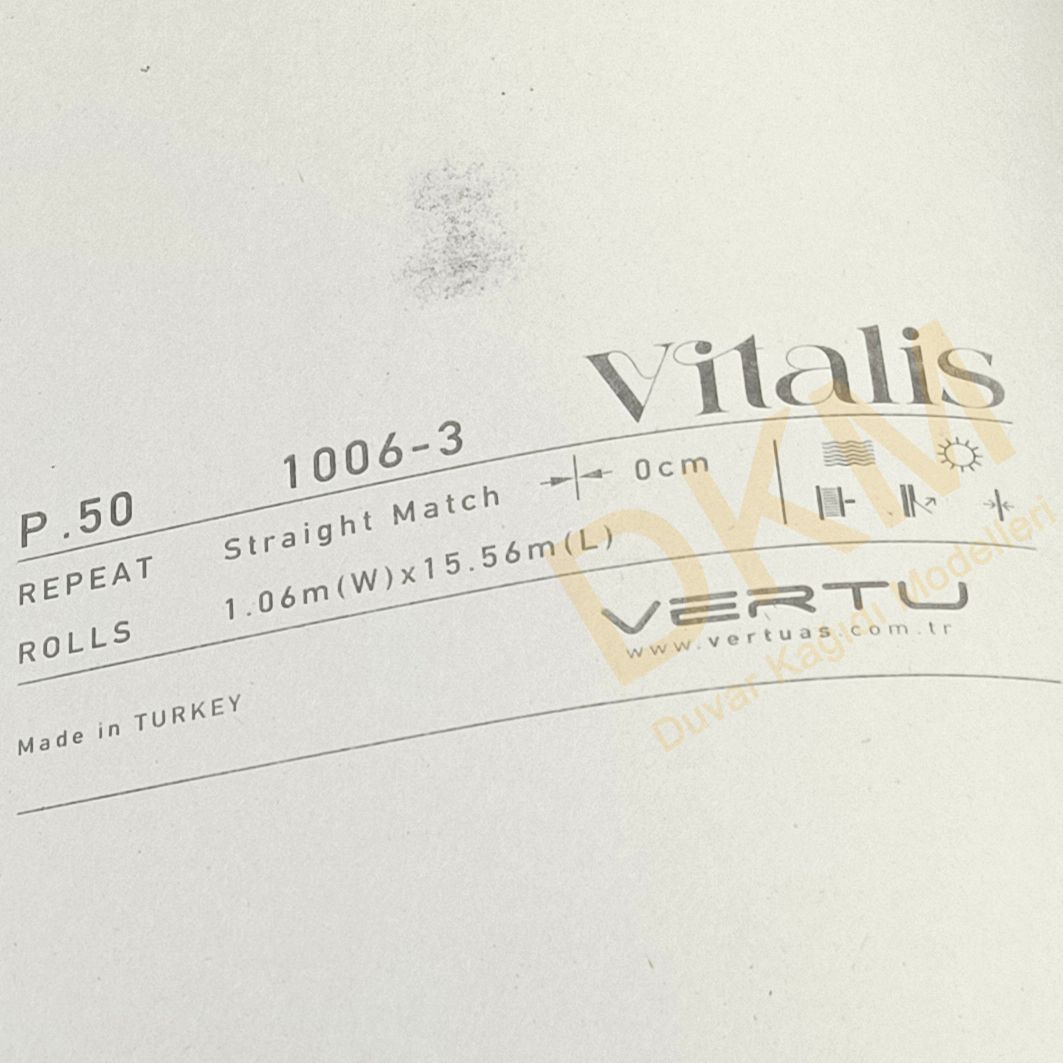 Vitalis
P.50 1006-3
REPEAT Straight Match 0cm
ROLLS 1.06m(W)x15.56m(L)
VERTU
www.vertuas.com.tr
Made in TURKEY
DKM
Duvar Kağıdı Modelleri